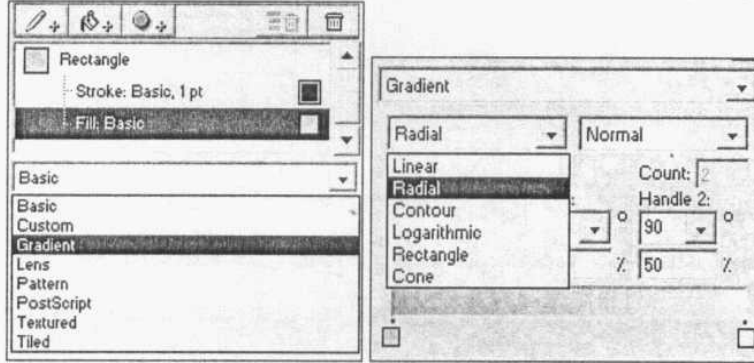 Rectangle
Stroke: Basic, 1 pt
Fill: Basic
Basic
Basic
Custom
Gradient
Lens
Pattern
PostScript
Textured
Tiled
Gradient
Radial Normal
Linear
Radial
Contour
Logarithmic
Rectangle
Cone
Count: 2
Handle 2:
° 90 °
% 50 %